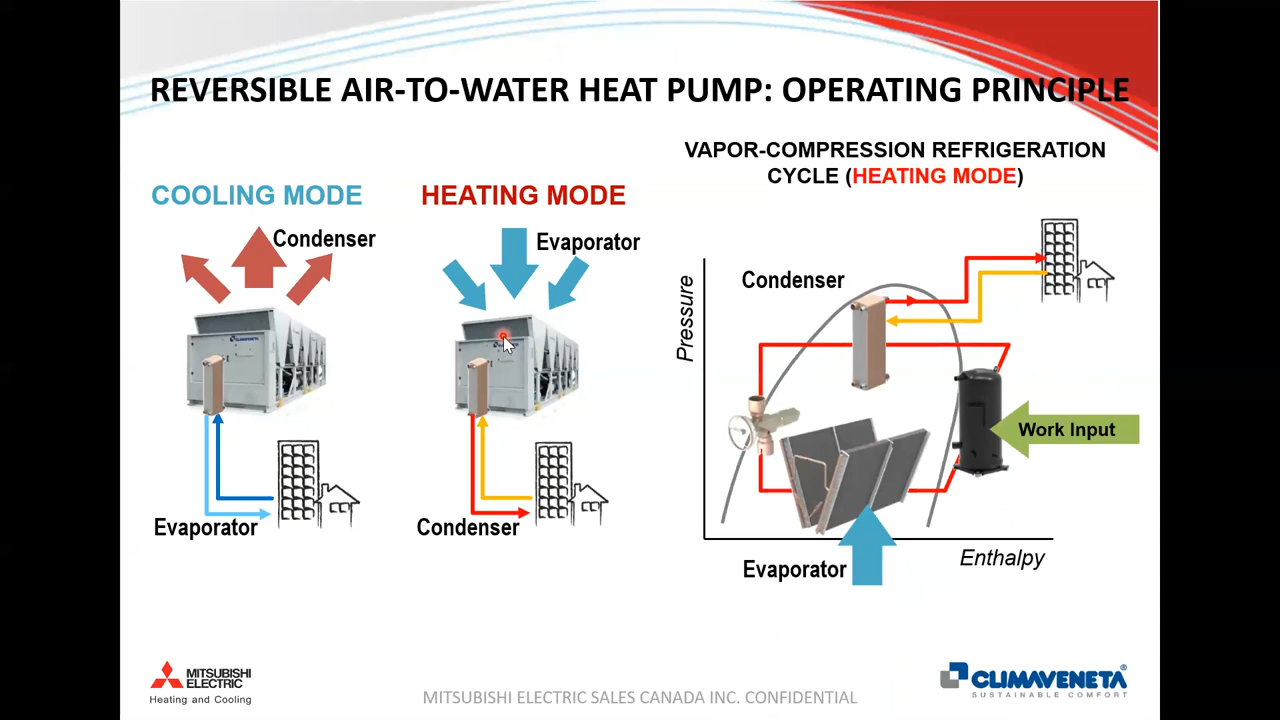 REVERSIBLE AIR-TO-WATER HEAT PUMP: OPERATING PRINCIPLE
COOLING MODE
Condenser
CLIMAVENETA
Evaporator
HEATING MODE
Evaporator
Condenser
VAPOR-COMPRESSION REFRIGERATION
CYCLE (HEATING MODE)
Pressure
Condenser
Work Input
Evaporator
Enthalpy
MITSUBISHI
ELECTRIC
Heating and Cooling
MITSUBISHI ELECTRIC SALES CANADA INC. CONFIDENTIAL
CLIMAVENETA
SUSTAINABLE COMFORT